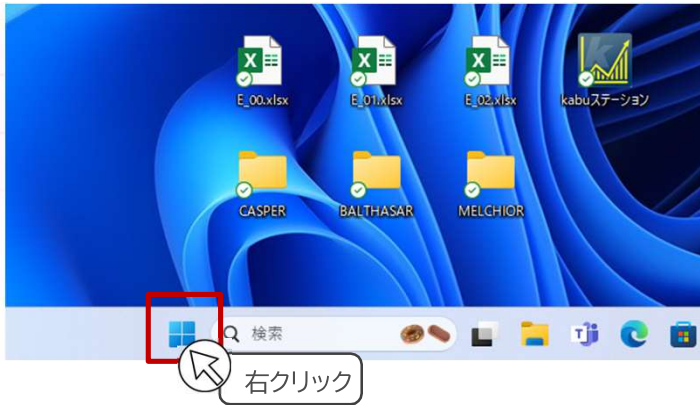 E_00.xlsx
E_01.xlsx
E_02.xlsx
kabuステーション
CASPER
BALTHASAR
MELCHIOR
検索
右クリック